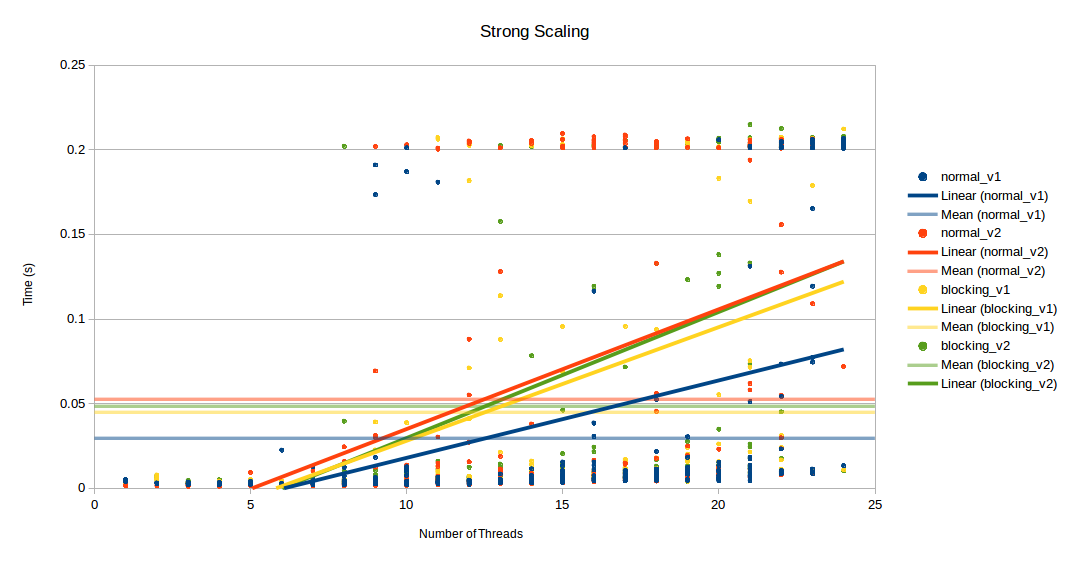 Strong Scaling
0.25
0.2
0.15
0.1
0.05
0
0
5
10
15
20
25
Time (s)
Number of Threads
normal_v1
Linear (normal_v1)
Mean (normal_v1)
normal_v2
Linear (normal_v2)
Mean (normal_v2)
blocking_v1
Linear (blocking_v1)
Mean (blocking_v1)
blocking_v2
Mean (blocking_v2)
Linear (blocking_v2)